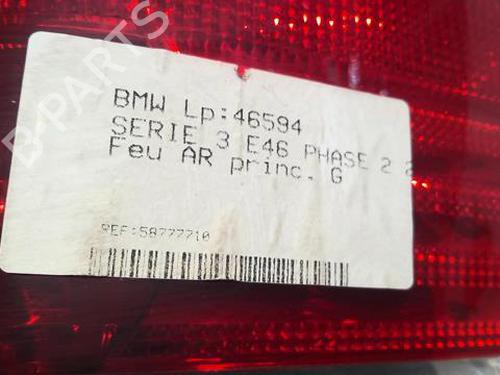 BMW Lp:46594
SERIE 3 E46 PHASE 2 2
Feu AR princ. G
REF:58777710
B-PARTS